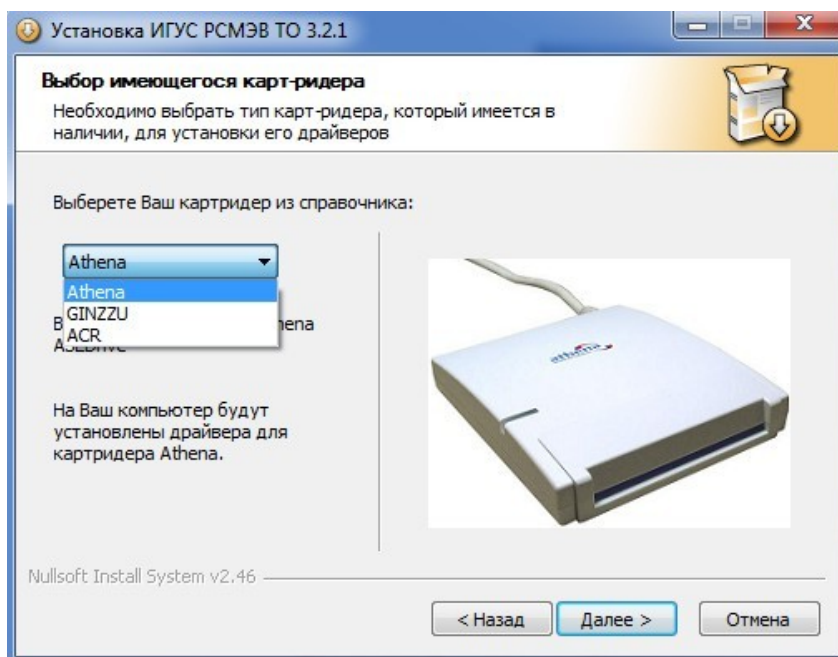 Установка ИГУС РСМЭВ ТО 3.2.1
Выбор имеющегося карт-ридера
Необходимо выбрать тип карт-ридера, который имеется в
наличии, для установки его драйверов
Выберете Ваш картридер из справочника:
Athena
Athena
GINZZU
ACR
На Ваш компьютер будут
установлены драйвера для
картридера Athena.
athena
Nullsoft Install System v2.46
< Назад
Далее >
Отмена